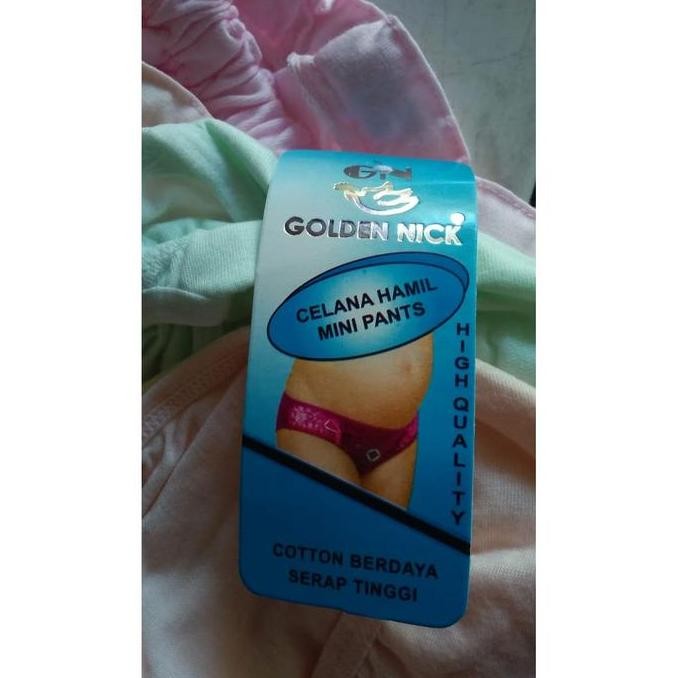 GN
GOLDEN NICK
CELANA HAMIL
MINI PANTS
HIGH QUALITY
COTTON BERDAYA
SERAP TINGGI